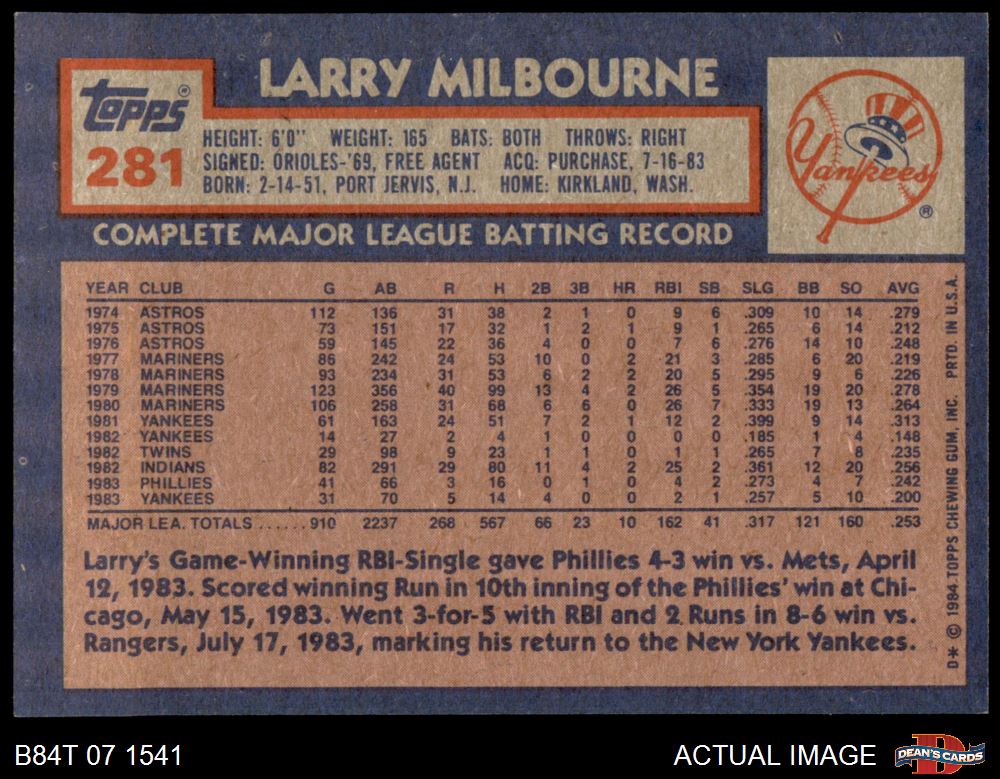 Topps®
281
LARRY MILBOURNE
HEIGHT: 6'0" WEIGHT: 165 BATS: BOTH THROWS: RIGHT
SIGNED: ORIOLES-'69, FREE AGENT ACQ: PURCHASE, 7-16-83
BORN: 2-14-51, PORT JERVIS, N.J. HOME: KIRKLAND, WASH.
Yankees
®
COMPLETE MAJOR LEAGUE BATTING RECORD
YEAR CLUB G AB R H 2B 3B HR RBI SB SLG BB SO AVG
1974 ASTROS 112 136 31 38 2 1 0 9 6 .309 10 14 .279
1975 ASTROS 73 151 17 32 1 2 1 9 1 .265 6 14 .212
1976 ASTROS 59 145 22 36 4 0 0 7 6 .276 14 10 .248
1977 MARINERS 86 242 24 53 10 0 2 21 3 .285 6 20 .219
1978 MARINERS 93 234 31 53 6 2 2 20 5 .295 9 6 .226
1979 MARINERS 123 356 40 99 13 4 2 26 5 .354 19 20 .278
1980 MARINERS 106 258 31 68 6 6 0 26 7 .333 19 13 .264
1981 YANKEES 61 163 24 51 7 2 1 12 2 .399 9 14 .313
1982 YANKEES 14 27 2 4 1 0 0 0 0 .185 1 4 .148
1982 TWINS 29 98 9 23 1 1 0 1 1 .265 7 8 .235
1982 INDIANS 82 291 29 80 11 4 2 25 2 .361 12 20 .256
1983 PHILLIES 41 66 3 16 0 1 0 4 2 .273 4 7 .242
1983 YANKEES 31 70 5 14 4 0 0 2 1 .257 5 10 .200
MAJOR LEA. TOTALS ...... 910 2237 268 567 66 23 10 162 41 .317 121 160 .253
Larry's Game-Winning RBI-Single gave Phillies 4-3 win vs. Mets, April
12, 1983. Scored winning Run in 10th inning of the Phillies' win at Chi-
cago, May 15, 1983. Went 3-for-5 with RBI and 2 Runs in 8-6 win vs.
Rangers, July 17, 1983, marking his return to the New York Yankees.
D* © 1984 TOPPS CHEWING GUM, INC. PRTD. IN U.S.A.
B84T 07 1541
ACTUAL IMAGE
DEAN'S CARDS